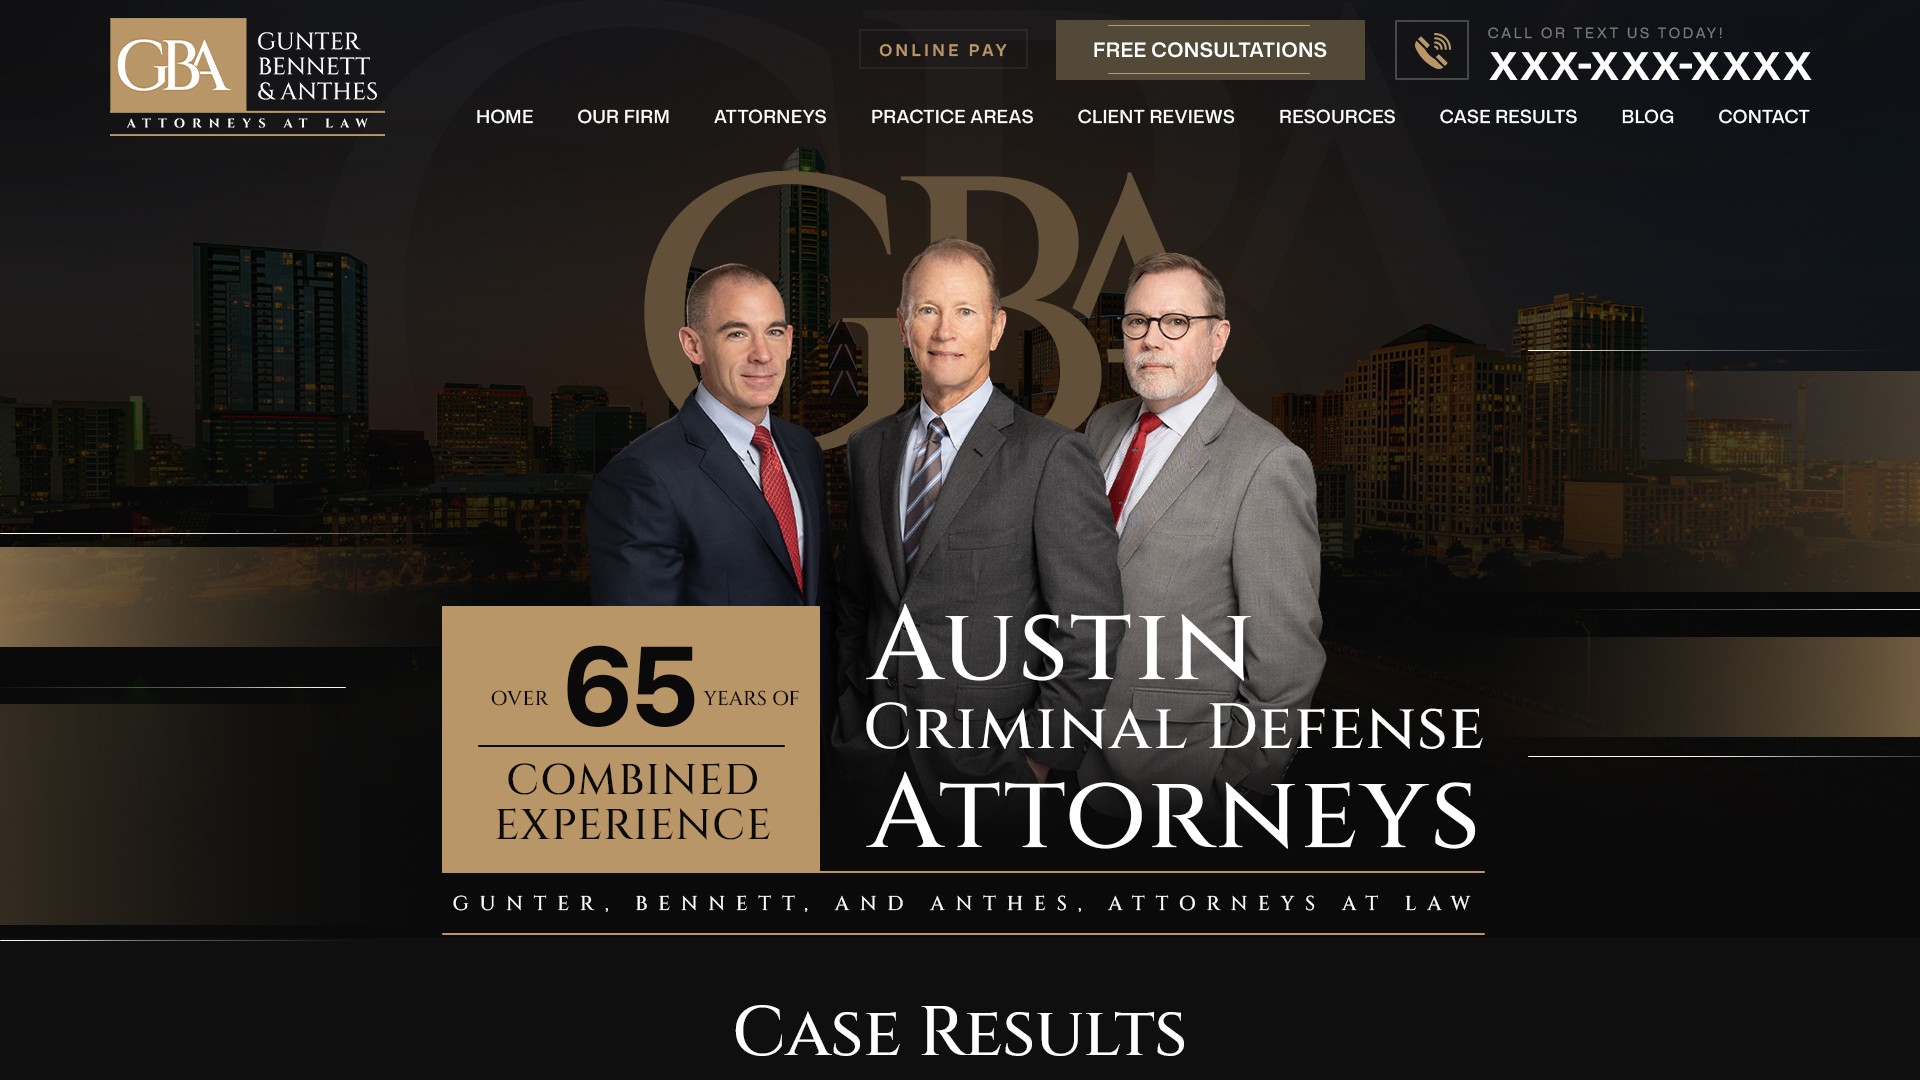 GBA
GUNTER
BENNETT
& ANTHES
ATTORNEYS AT LAW
ONLINE PAY
FREE CONSULTATIONS
CALL OR TEXT US TODAY!
XXX-XXX-XXXX
HOME OUR FIRM ATTORNEYS PRACTICE AREAS CLIENT REVIEWS RESOURCES CASE RESULTS BLOG CONTACT
GBA
OVER 65 YEARS OF
COMBINED
EXPERIENCE
AUSTIN
CRIMINAL DEFENSE
ATTORNEYS
GUNTER, BENNETT, AND ANTHES, ATTORNEYS AT LAW
CASE RESULTS